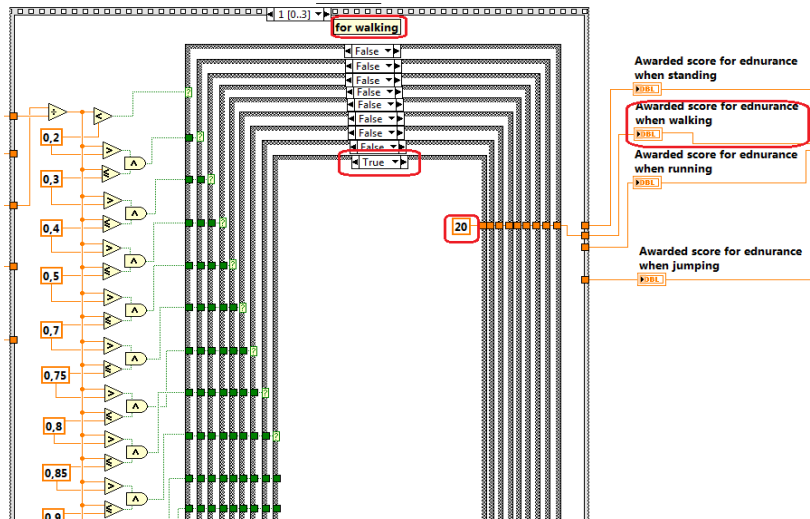 1 [0..3]
for walking
False
False
False
False
False
False
False
False
True
0,2
0,3
0,4
0,5
0,7
0,75
0,8
0,85
0,9
20
Awarded score for ednurance
when standing
DBL
Awarded score for ednurance
when walking
DBL
Awarded score for ednurance
when running
DBL
Awarded score for ednurance
when jumping
DBL